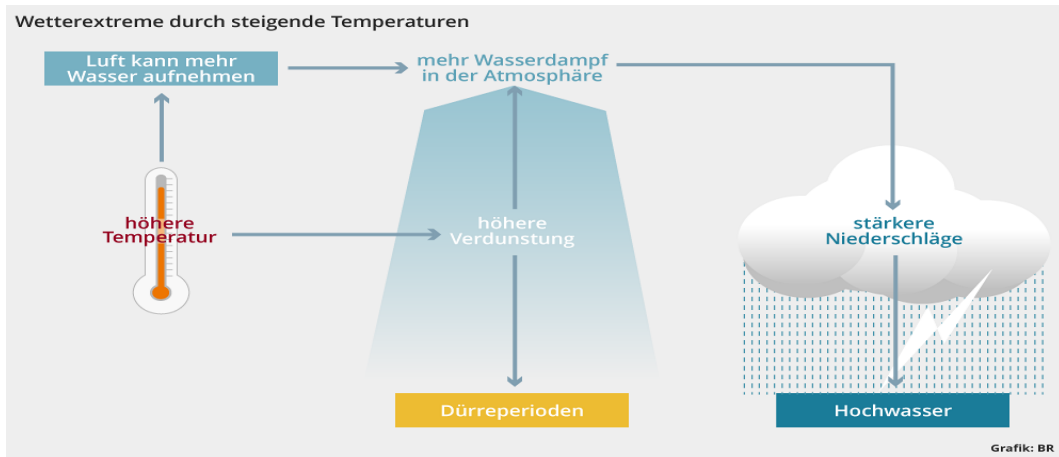 Wetterextreme durch steigende Temperaturen
Luft kann mehr
Wasser aufnehmen
mehr Wasserdampf
in der Atmosphäre
höhere
Temperatur
höhere
Verdunstung
stärkere
Niederschläge
Dürreperioden
Hochwasser
Grafik: BR